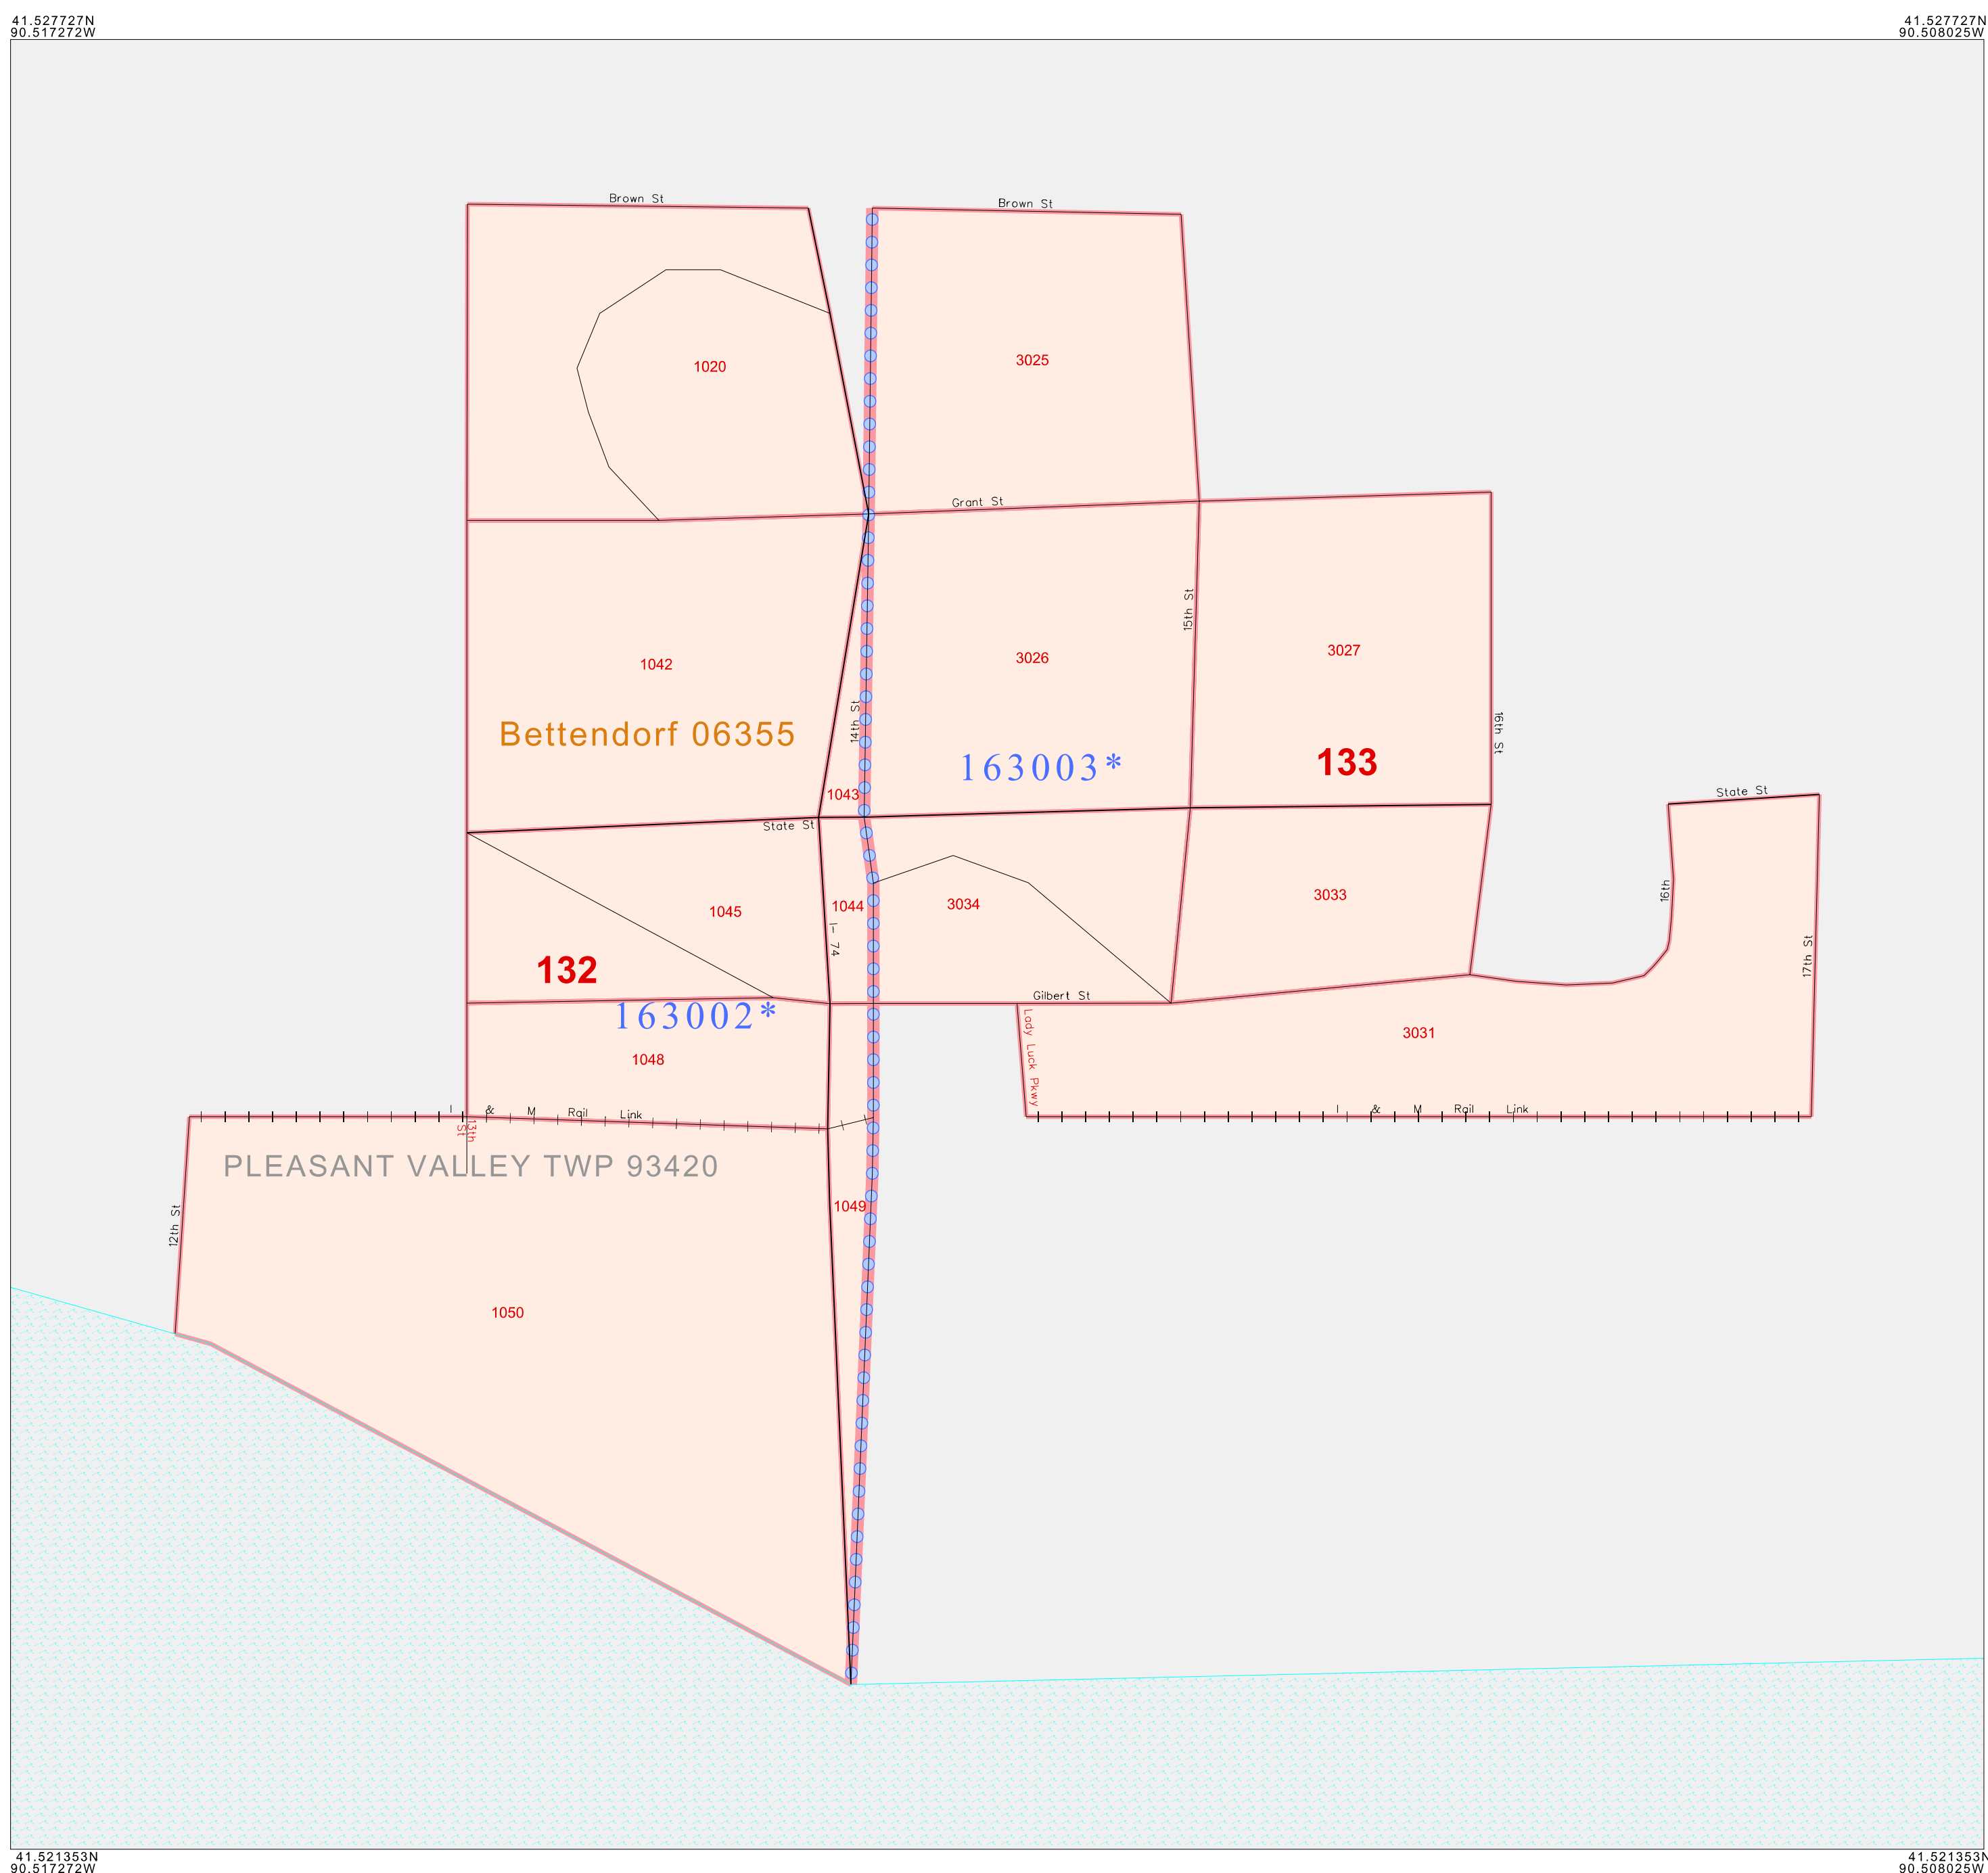 41.527727N
90.517272W
41.527727N
90.508025W
Brown St
Brown St
1020
3025
Grant St
15th St
3027
1042
3026
14th St
16th St
Bettendorf 06355
163003*
133
1043
State St
State St
16th
3033
1045
1044
3034
I- 74
17th St
132
163002*
Gilbert St
Lady Luck Pkwy
3031
1048
I & M Rail Link
I & M Rail Link
13th
St
PLEASANT VALLEY TWP 93420
12th St
1049
1050
41.521353N
90.517272W
41.521353N
90.508025W